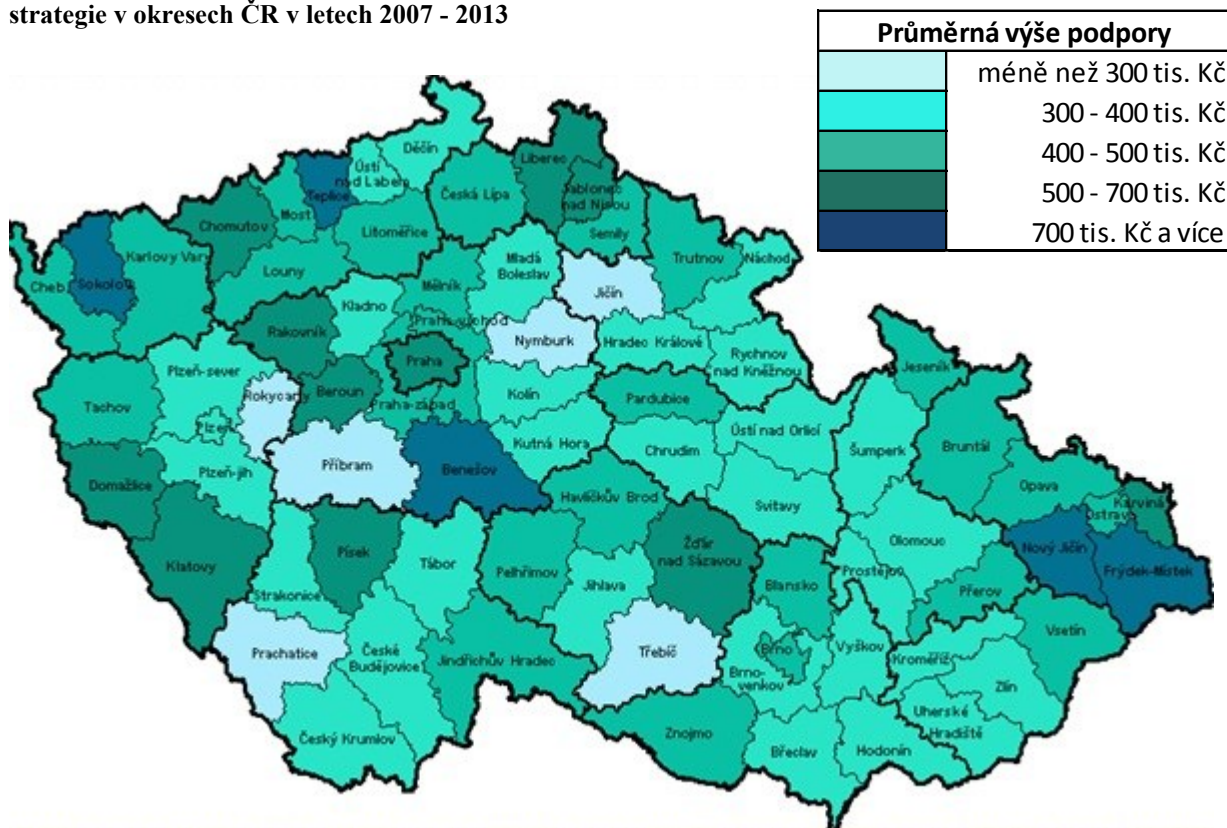 strategie v okresech ČR v letech 2007 - 2013
Průměrná výše podpory
méně než 300 tis. Kč
300 - 400 tis. Kč
400 - 500 tis. Kč
500 - 700 tis. Kč
700 tis. Kč a více
Děčín
Ústí
nad Labem
Teplice
Most
Chomutov
Litoměřice
Česká Lípa
Liberec
Jablonec
nad Nisou
Semily
Trutnov
Náchod
Karlovy Vary
Sokolov
Cheb
Louny
Mělník
Mladá
Boleslav
Jičín
Kladno
Rakovník
Praha-východ
Praha
Nymburk
Hradec Králové
Rychnov
nad Kněžnou
Jeseník
Plzeň-sever
Rokycany
Beroun
Praha-západ
Kolín
Pardubice
Tachov
Plzeň
Kutná Hora
Chrudim
Ústí nad Orlicí
Šumperk
Bruntál
Plzeň-jih
Příbram
Benešov
Domažlice
Havlíčkův Brod
Svitavy
Opava
Karviná
Ostrava
Klatovy
Písek
Tábor
Pelhřimov
Žďár
nad Sázavou
Olomouc
Nový Jičín
Frýdek-Místek
Strakonice
Jihlava
Blansko
Prostějov
Přerov
Prachatice
České
Budějovice
Jindřichův Hradec
Třebíč
Brno
Brno-
venkov
Vyškov
Kroměříž
Vsetín
Zlín
Český Krumlov
Znojmo
Břeclav
Hodonín
Uherské
Hradiště